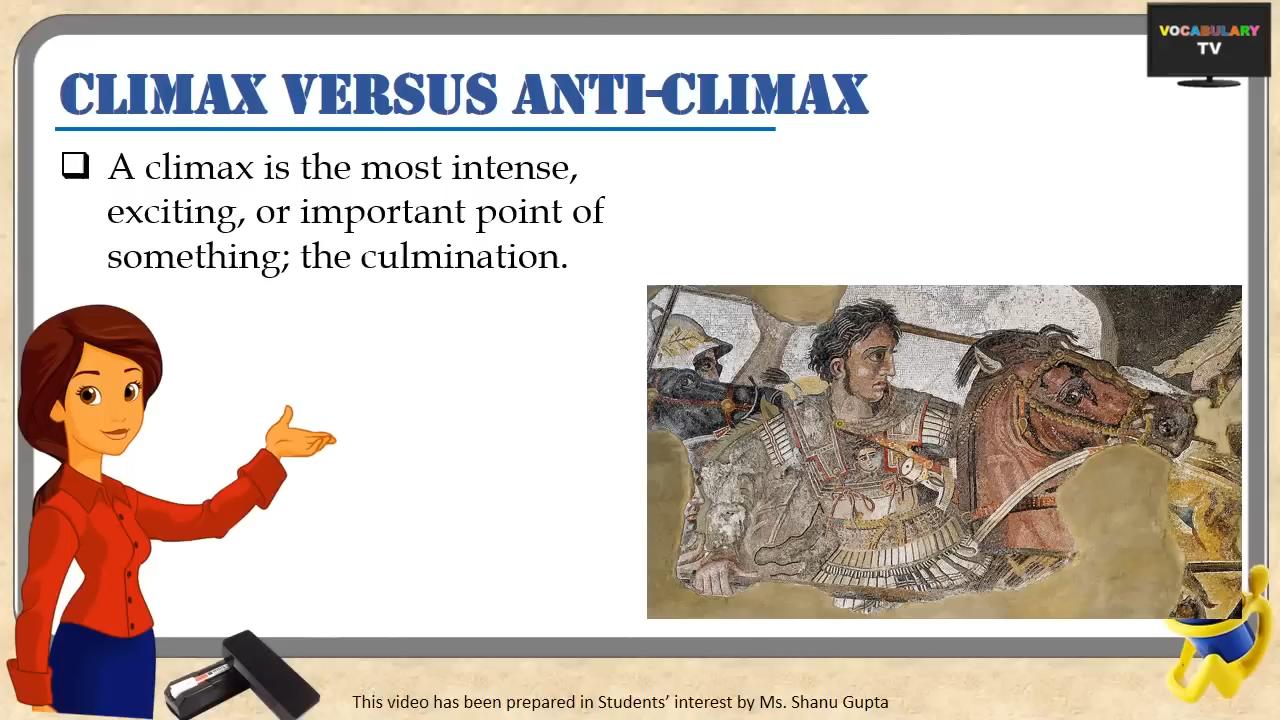 VOCABULARY
TV
CLIMAX VERSUS ANTI-CLIMAX
A climax is the most intense,
exciting, or important point of
something; the culmination.
This video has been prepared in Students’ interest by Ms. Shanu Gupta